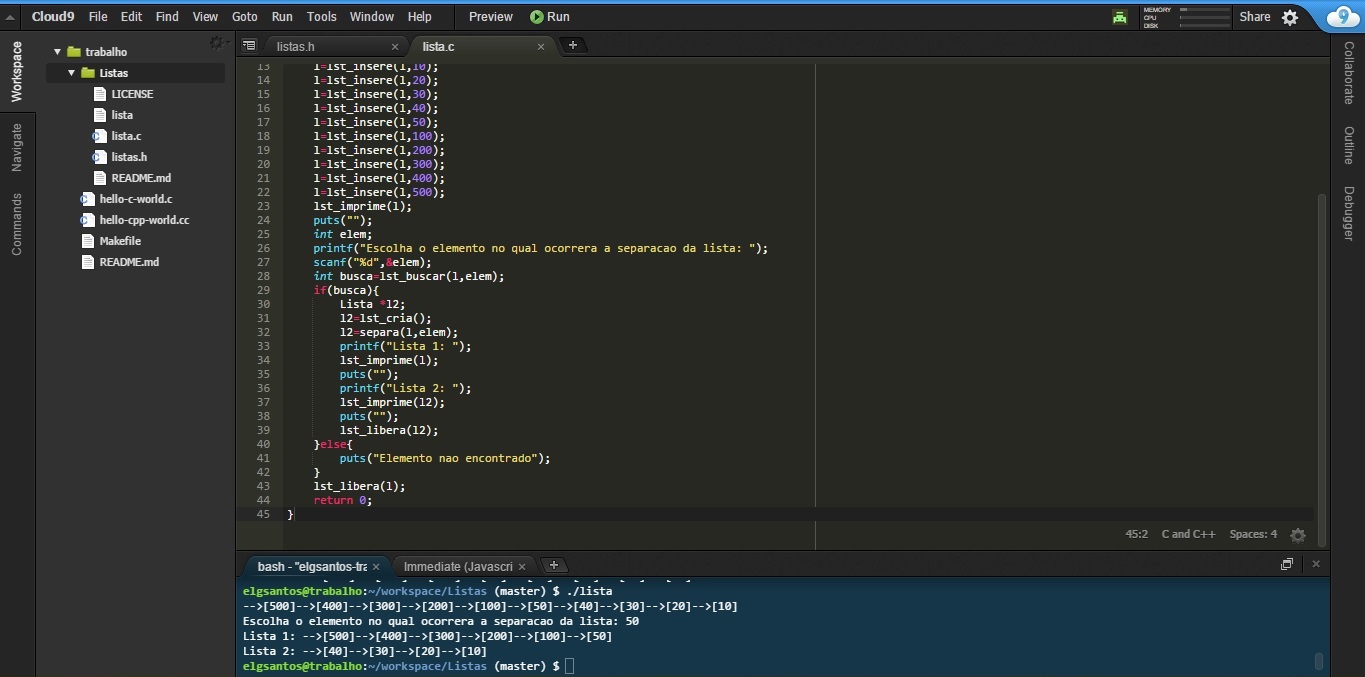 Cloud9 File Edit Find View Goto Run Tools Window Help Preview Run MEMORY CPU DISK Share
Workspace
Navigate
Commands
trabalho
Listas
LICENSE
lista
lista.c
listas.h
README.md
hello-c-world.c
hello-cpp-world.cc
Makefile
README.md
listas.h × lista.c × +
13 l=lst_insere(l,10);
14 l=lst_insere(l,20);
15 l=lst_insere(l,30);
16 l=lst_insere(l,40);
17 l=lst_insere(l,50);
18 l=lst_insere(l,100);
19 l=lst_insere(l,200);
20 l=lst_insere(l,300);
21 l=lst_insere(l,400);
22 l=lst_insere(l,500);
23 lst_imprime(l);
24 puts("");
25 int elem;
26 printf("Escolha o elemento no qual ocorrera a separacao da lista: ");
27 scanf("%d",&elem);
28 int busca=lst_buscar(l,elem);
29 if(busca){
30 Lista *l2;
31 l2=lst_cria();
32 l2=separa(l,elem);
33 printf("Lista 1: ");
34 lst_imprime(l);
35 puts("");
36 printf("Lista 2: ");
37 lst_imprime(l2);
38 puts("");
39 lst_libera(l2);
40 }else{
41 puts("Elemento nao encontrado");
42 }
43 lst_libera(l);
44 return 0;
45 }
45:2 C and C++ Spaces: 4
bash - "elgsantos-tra × Immediate (Javascri × +
elgsantos@trabalho:~/workspace/Listas (master) $ ./lista
-->[500]-->[400]-->[300]-->[200]-->[100]-->[50]-->[40]-->[30]-->[20]-->[10]
Escolha o elemento no qual ocorrera a separacao da lista: 50
Lista 1: -->[500]-->[400]-->[300]-->[200]-->[100]-->[50]
Lista 2: -->[40]-->[30]-->[20]-->[10]
elgsantos@trabalho:~/workspace/Listas (master) $
9
Collaborate
Outline
Debugger